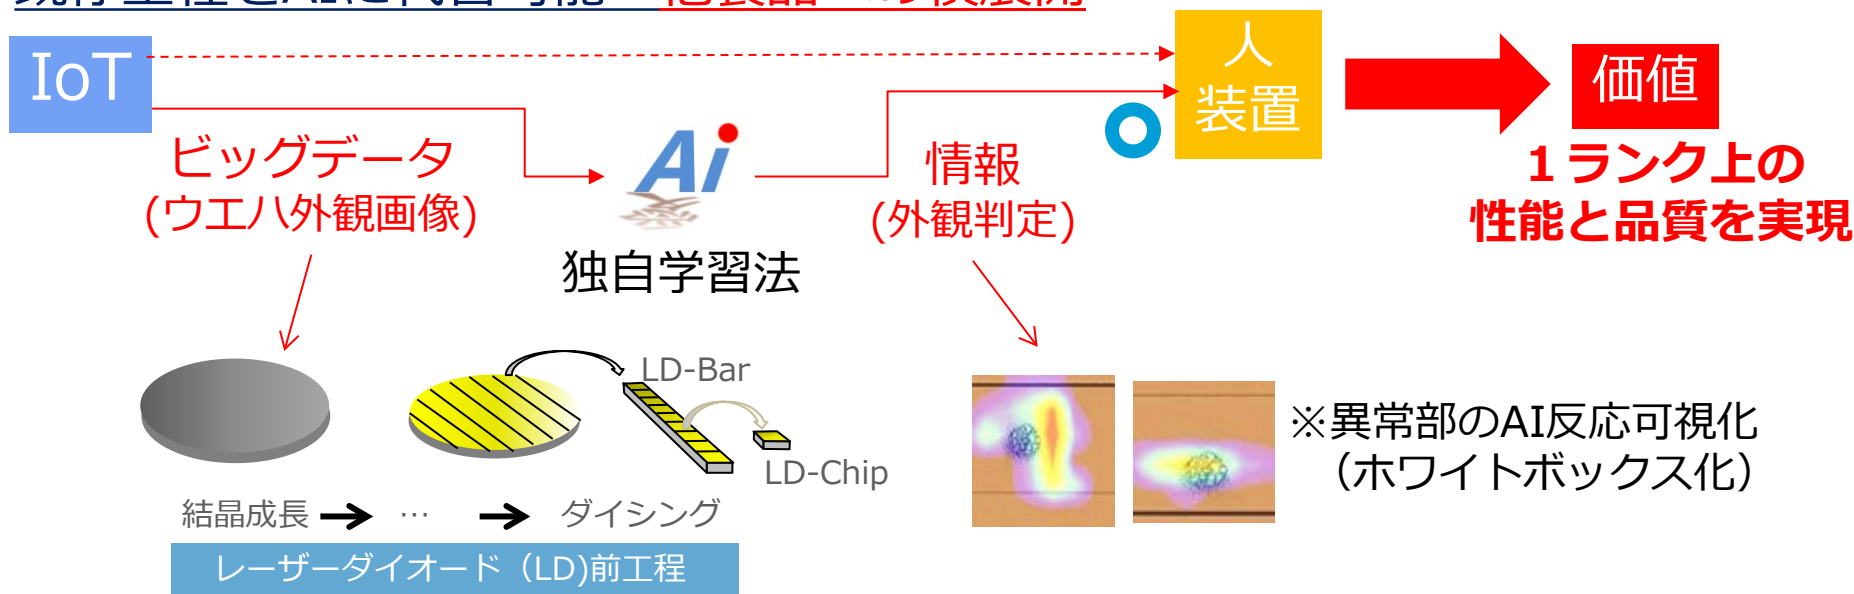 IoT
人
装置
価値
ビッグデータ
(ウエハ外観画像)
Ai
独自学習法
情報
(外観判定)
１ランク上の
性能と品質を実現
LD-Bar
LD-Chip
結晶成長 → … → ダイシング
レーザーダイオード（LD)前工程
※異常部のAI反応可視化
（ホワイトボックス化）